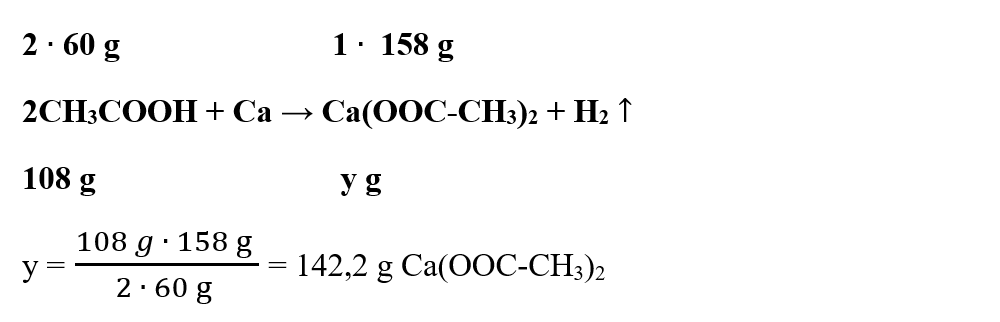 2 · 60 g 1 · 158 g
2CH₃COOH + Ca → Ca(OOC-CH₃)₂ + H₂ ↑
108 g y g
y = \frac{108 g · 158 g}{2 · 60 g} = 142,2 g Ca(OOC-CH₃)₂